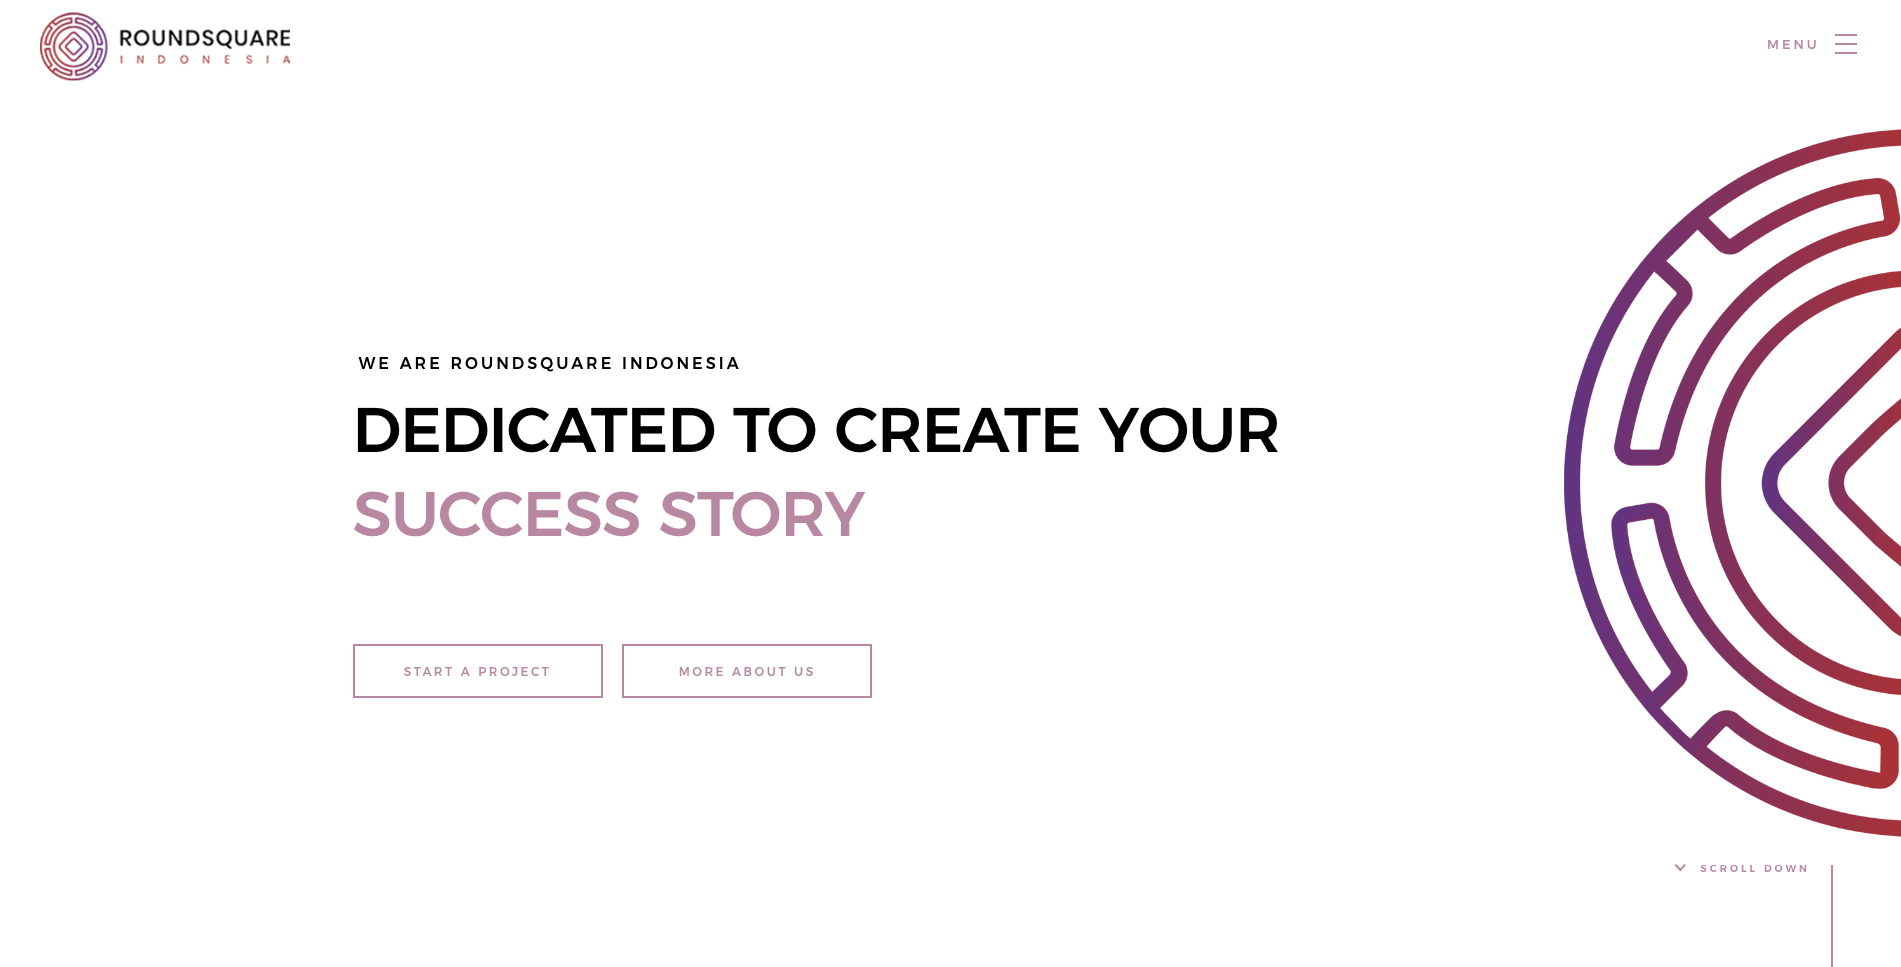 ROUNDSQUARE
INDONESIA
MENU
WE ARE ROUNDSQUARE INDONESIA
DEDICATED TO CREATE YOUR
SUCCESS STORY
START A PROJECT
MORE ABOUT US
SCROLL DOWN